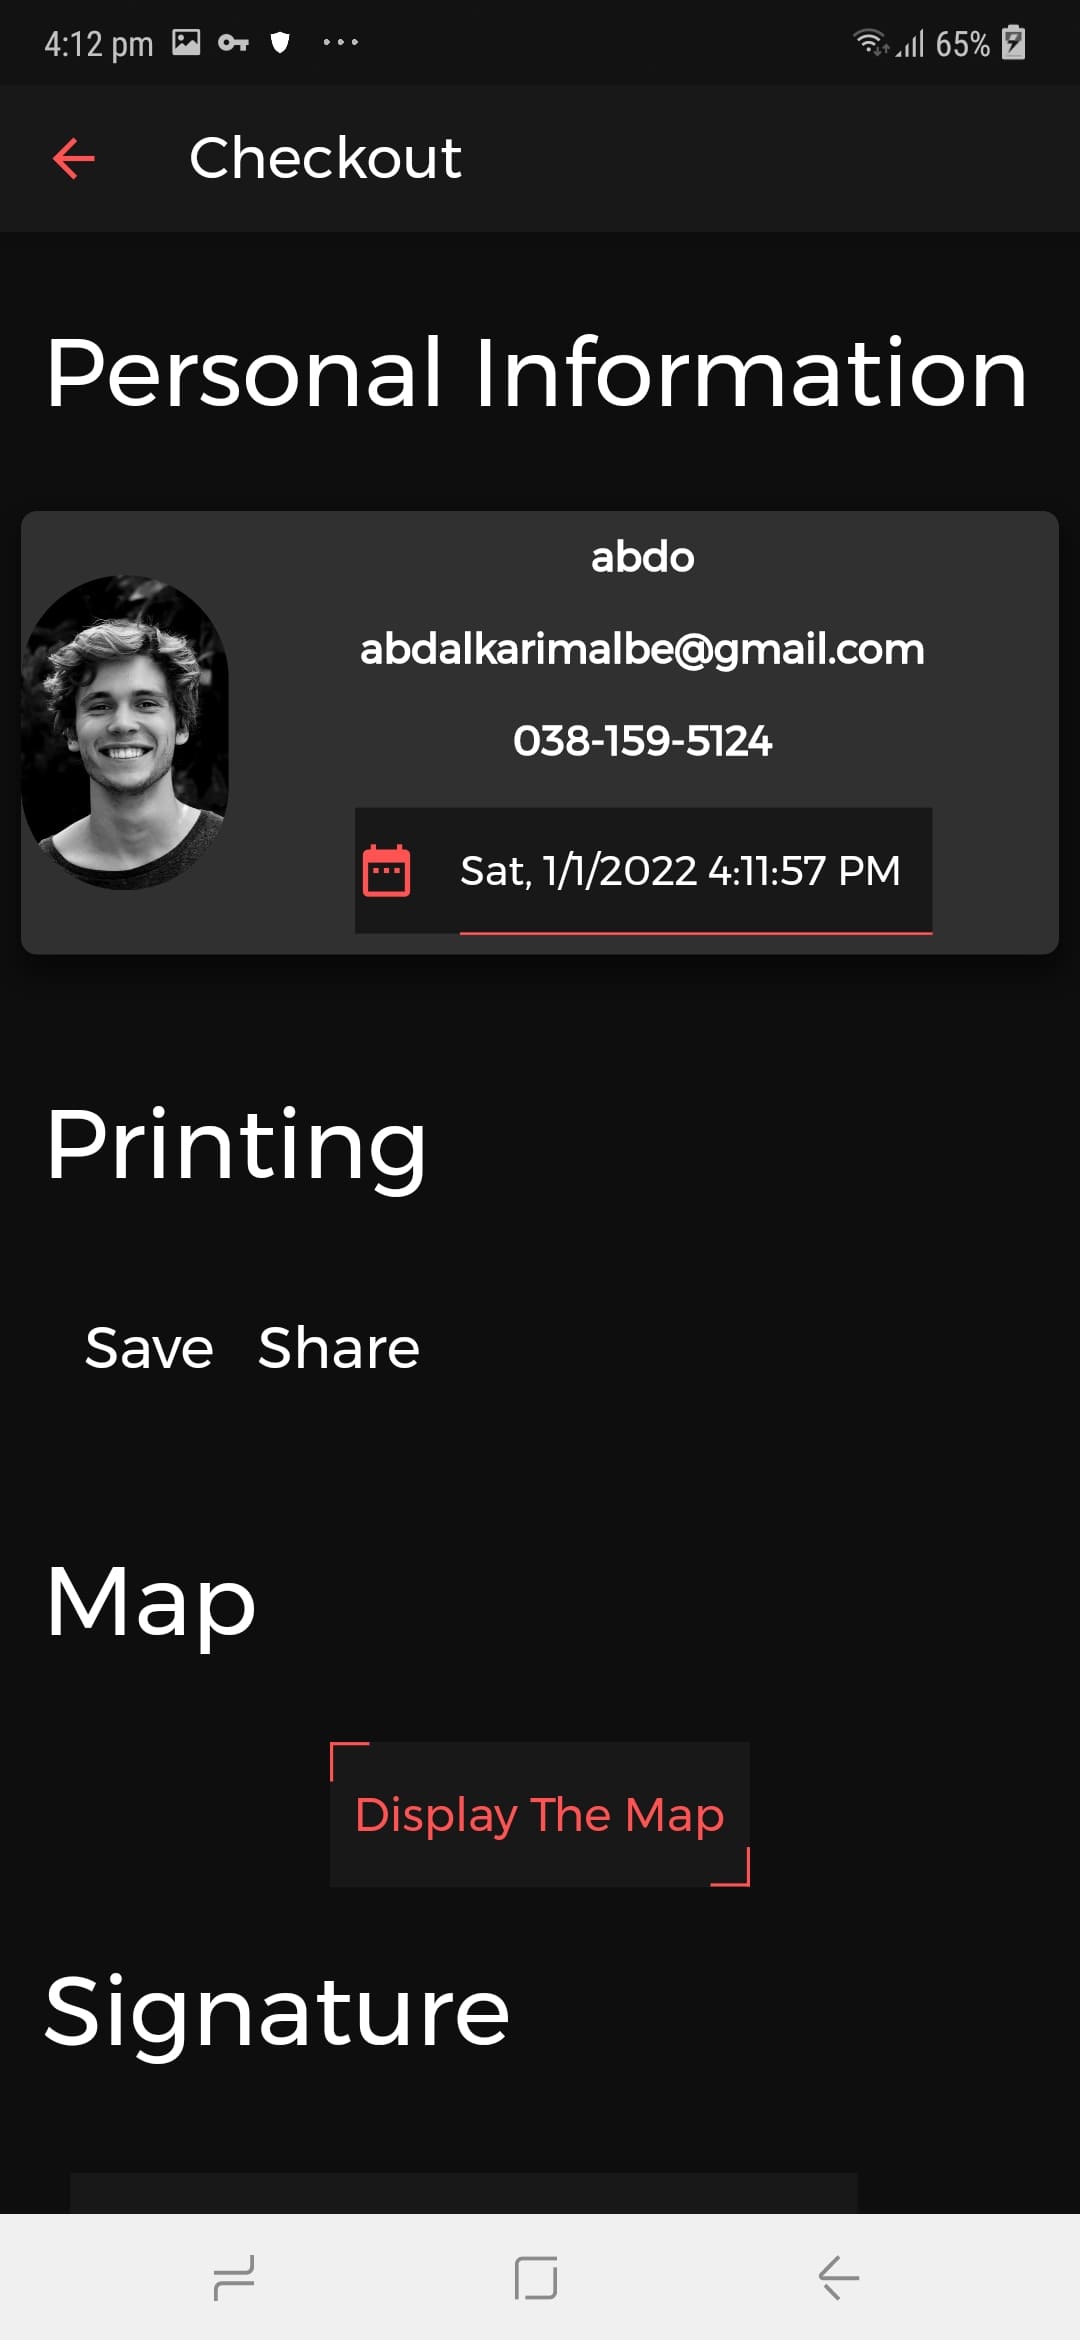 4:12 pm 65%
Checkout
Personal Information
abdo
abdalkarimalbe@gmail.com
038-159-5124
Sat, 1/1/2022 4:11:57 PM
Printing
Save Share
Map
Display The Map
Signature